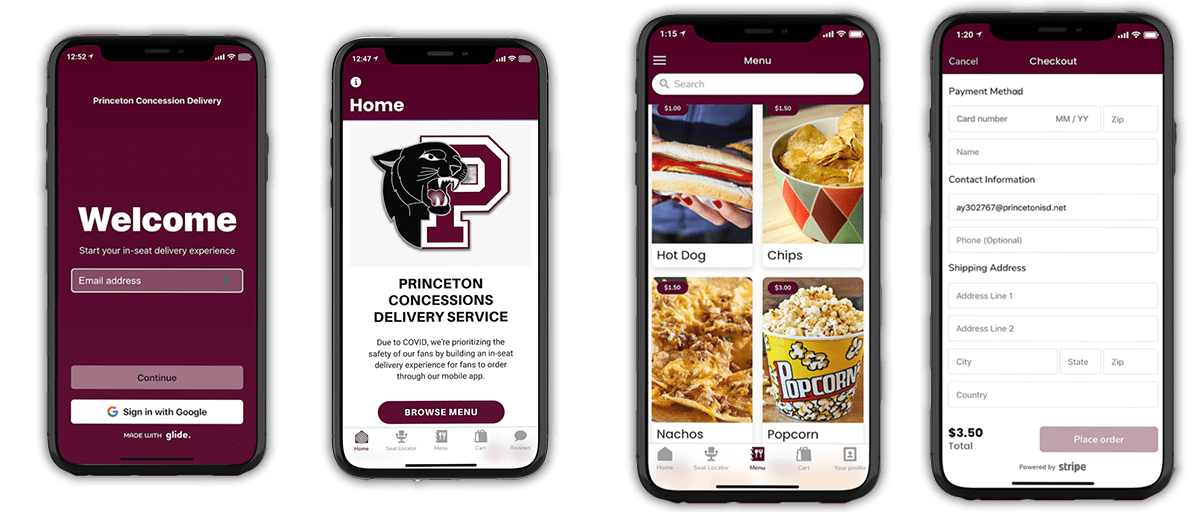 12:52
Princeton Concession Delivery
Welcome
Start your in-seat delivery experience
Email address
Continue
Sign in with Google
MADE WITH glide.
12:47
Home
P
PRINCETON
CONCESSIONS
DELIVERY SERVICE
Due to COVID, we're prioritizing the
safety of our fans by building an in-seat
delivery experience for fans to order
through our mobile app.
BROWSE MENU
Home Seat Locator Menu Cart Reviews
1:15
Menu
Search
$1.00 $1.50
Hot Dog Chips
$1.50 $3.00
POPCORN
Nachos Popcorn
Home Seat Locator Menu Cart Your profile
1:20
Cancel Checkout
Payment Method
Card number MM / YY Zip
Name
Contact Information
ay302767@princetonisd.net
Phone (Optional)
Shipping Address
Address Line 1
Address Line 2
City State Zip
Country
$3.50
Total
Place order
Powered by stripe